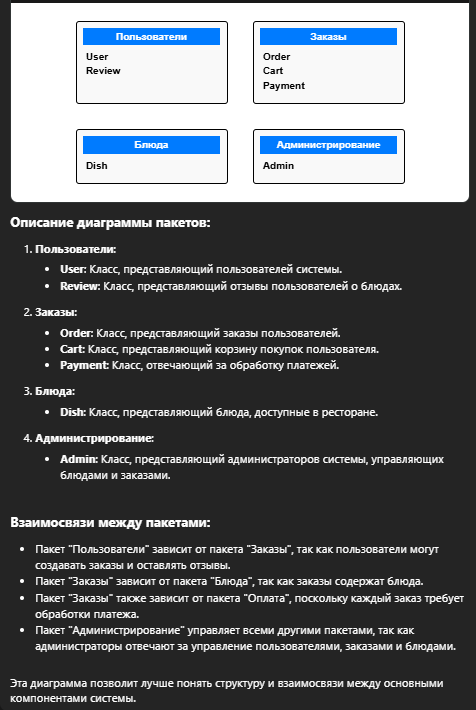 Пользователи
User
Review
Заказы
Order
Cart
Payment
Блюда
Dish
Администрирование
Admin
Описание диаграммы пакетов:
1. Пользователи:
• User: Класс, представляющий пользователей системы.
• Review: Класс, представляющий отзывы пользователей о блюдах.
2. Заказы:
• Order: Класс, представляющий заказы пользователей.
• Cart: Класс, представляющий корзину покупок пользователя.
• Payment: Класс, отвечающий за обработку платежей.
3. Блюда:
• Dish: Класс, представляющий блюда, доступные в ресторане.
4. Администрирование:
• Admin: Класс, представляющий администраторов системы, управляющих
блюдами и заказами.
Взаимосвязи между пакетами:
• Пакет "Пользователи" зависит от пакета "Заказы", так как пользователи могут
создавать заказы и оставлять отзывы.
• Пакет "Заказы" зависит от пакета "Блюда", так как заказы содержат блюда.
• Пакет "Заказы" также зависит от пакета "Оплата", поскольку каждый заказ требует
обработки платежа.
• Пакет "Администрирование" управляет всеми другими пакетами, так как
администраторы отвечают за управление пользователями, заказами и блюдами.
Эта диаграмма позволит лучше понять структуру и взаимосвязи между основными
компонентами системы.